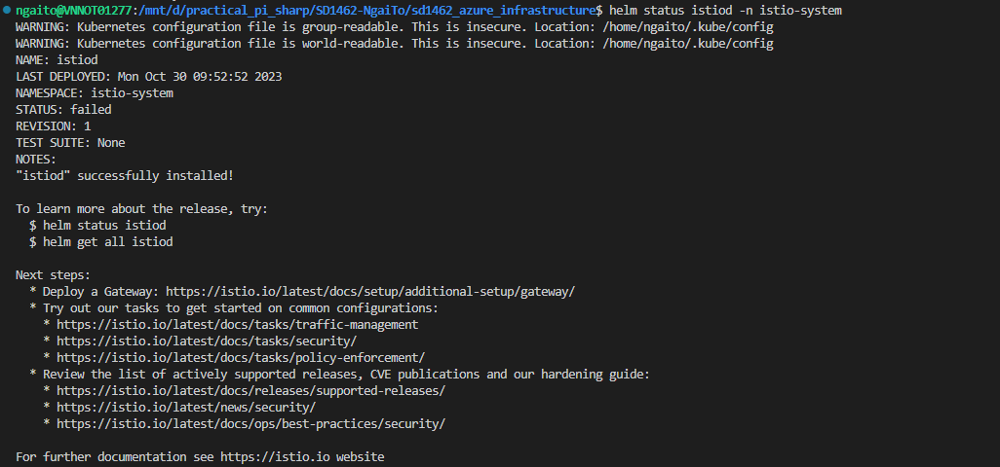 ngaito@VNNOT01277:/mnt/d/practical_pi_sharp/SD1462-NgaiTo/sd1462_azure_infrastructure$ helm status istiod -n istio-system
WARNING: Kubernetes configuration file is group-readable. This is insecure. Location: /home/ngaito/.kube/config
WARNING: Kubernetes configuration file is world-readable. This is insecure. Location: /home/ngaito/.kube/config
NAME: istiod
LAST DEPLOYED: Mon Oct 30 09:52:52 2023
NAMESPACE: istio-system
STATUS: failed
REVISION: 1
TEST SUITE: None
NOTES:
"istiod" successfully installed!

To learn more about the release, try:
  $ helm status istiod
  $ helm get all istiod

Next steps:
  * Deploy a Gateway: https://istio.io/latest/docs/setup/additional-setup/gateway/
  * Try out our tasks to get started on common configurations:
    * https://istio.io/latest/docs/tasks/traffic-management
    * https://istio.io/latest/docs/tasks/security/
    * https://istio.io/latest/docs/tasks/policy-enforcement/
  * Review the list of actively supported releases, CVE publications and our hardening guide:
    * https://istio.io/latest/docs/releases/supported-releases/
    * https://istio.io/latest/news/security/
    * https://istio.io/latest/docs/ops/best-practices/security/

For further documentation see https://istio.io website